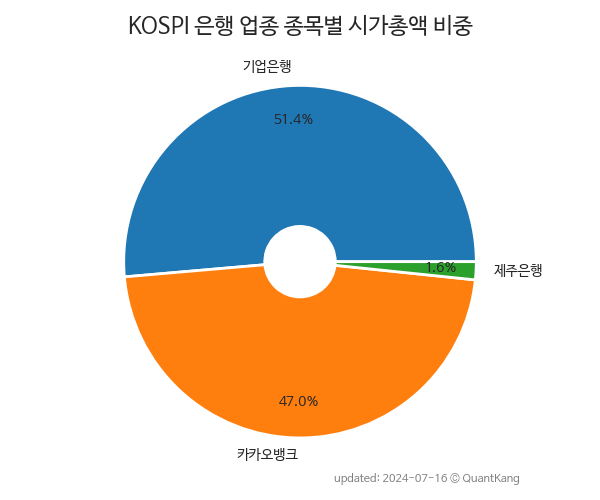 KOSPI 은행 업종 종목별 시가총액 비중
기업은행
51.4%
1.6%
제주은행
47.0%
카카오뱅크
updated: 2024-07-16 © QuantKang